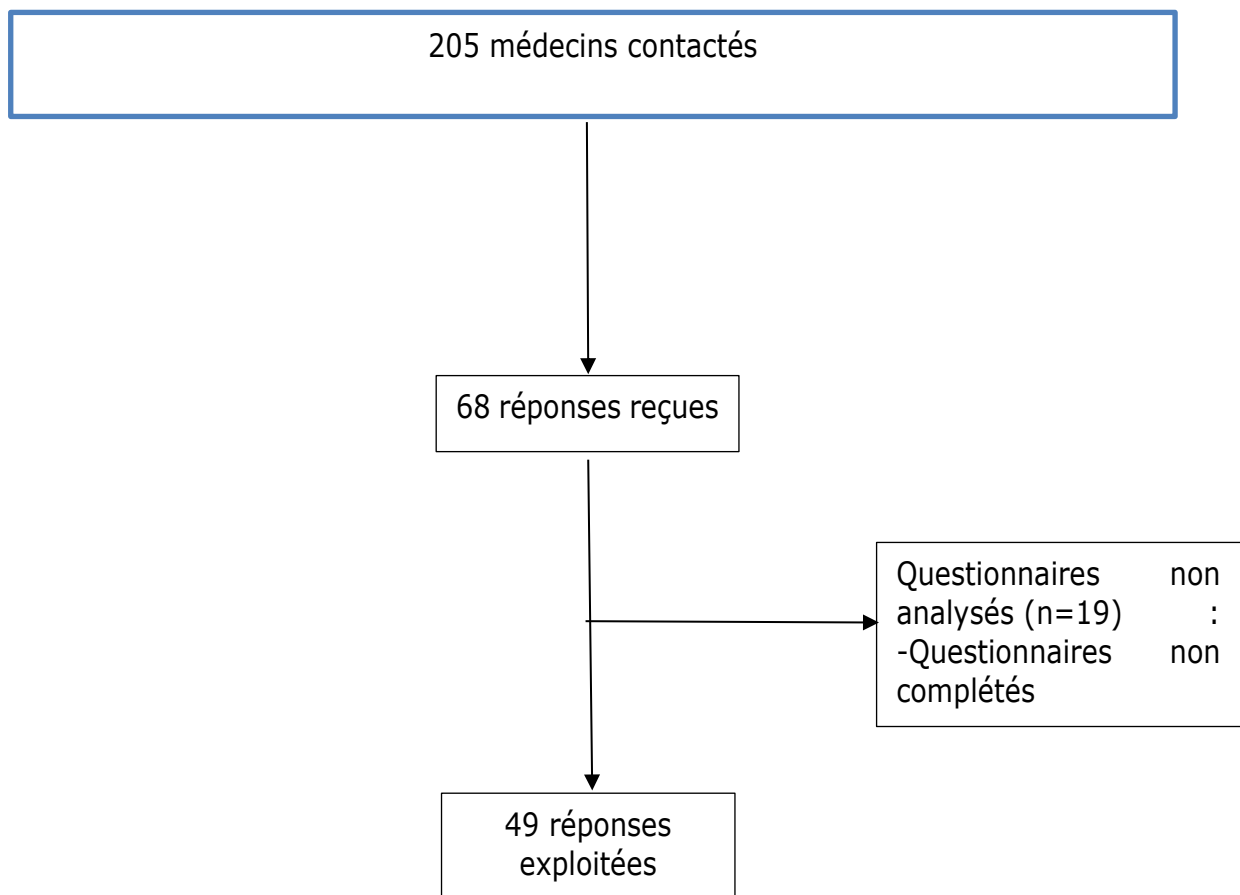 205 médecins contactés
68 réponses reçues
Questionnaires non
analysés (n=19) :
-Questionnaires non
complétés
49 réponses
exploitées